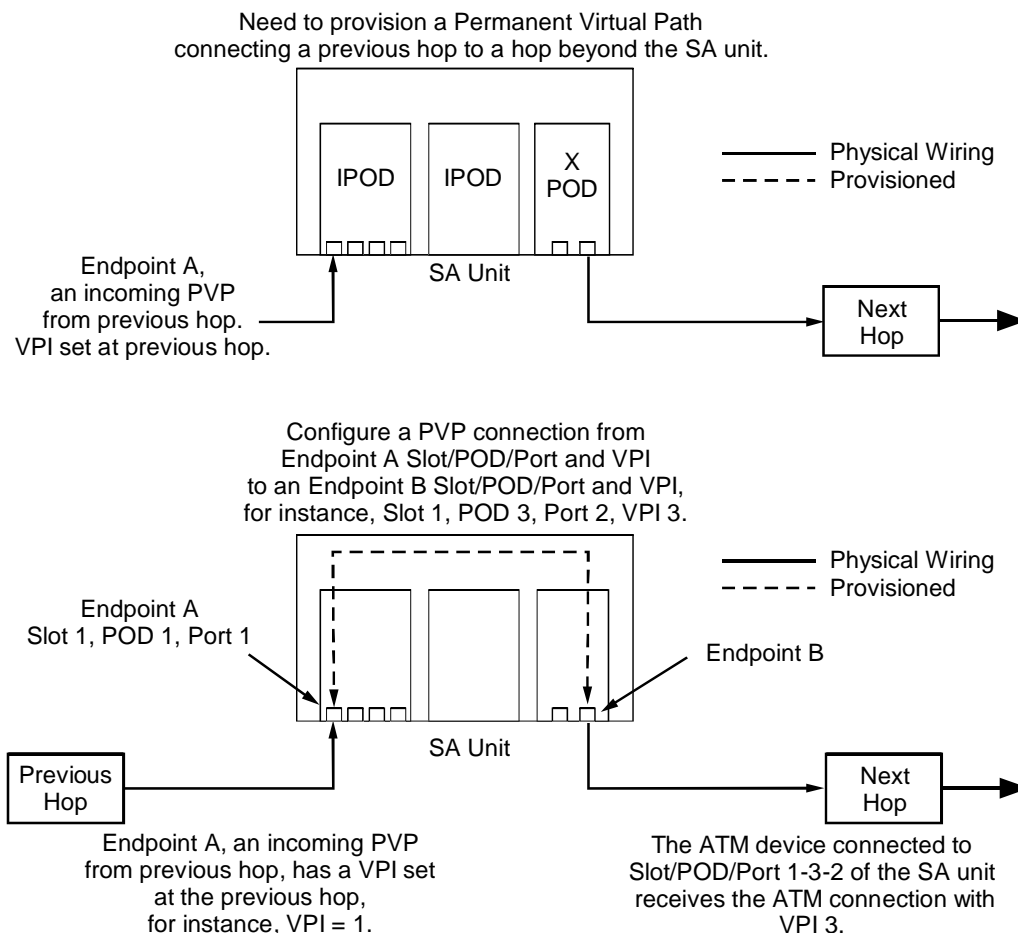 Need to provision a Permanent Virtual Path
connecting a previous hop to a hop beyond the SA unit.
IPOD
IPOD
X
POD
Physical Wiring
Provisioned
SA Unit
Endpoint A,
an incoming PVP
from previous hop.
VPI set at previous hop.
Next
Hop
Configure a PVP connection from
Endpoint A Slot/POD/Port and VPI
to an Endpoint B Slot/POD/Port and VPI,
for instance, Slot 1, POD 3, Port 2, VPI 3.
Physical Wiring
Provisioned
Endpoint A
Slot 1, POD 1, Port 1
Endpoint B
SA Unit
Previous
Hop
Next
Hop
Endpoint A, an incoming PVP
from previous hop, has a VPI set
at the previous hop,
for instance, VPI = 1.
The ATM device connected to
Slot/POD/Port 1-3-2 of the SA unit
receives the ATM connection with
VPI 3.